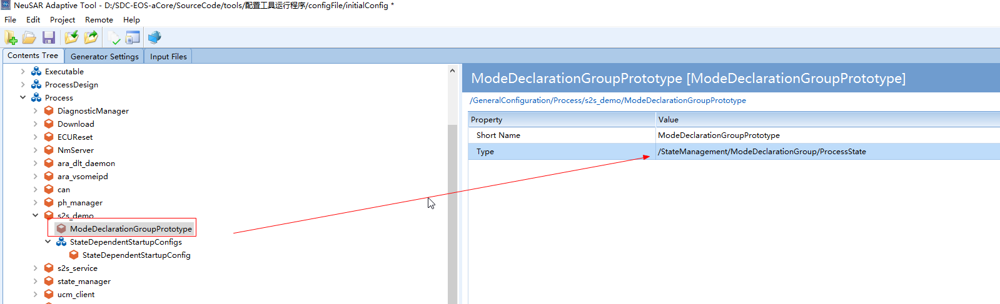 NeuSAR Adaptive Tool - D:/SDC-EOS-aCore/SourceCode/tools/配置工具运行程序/configFile/initialConfig *
File Edit Project Remote Help
Contents Tree Generator Settings Input Files
Executable
ProcessDesign
Process
DiagnosticManager
Download
ECUReset
NmServer
ara_dlt_daemon
ara_vsomeipd
can
ph_manager
s2s_demo
ModeDeclarationGroupPrototype
StateDependentStartupConfigs
StateDependentStartupConfig
s2s_service
state_manager
ucm_client
ModeDeclarationGroupPrototype [ModeDeclarationGroupPrototype]
/GeneralConfiguration/Process/s2s_demo/ModeDeclarationGroupPrototype
Property Value
Short Name ModeDeclarationGroupPrototype
Type /StateManagement/ModeDeclarationGroup/ProcessState